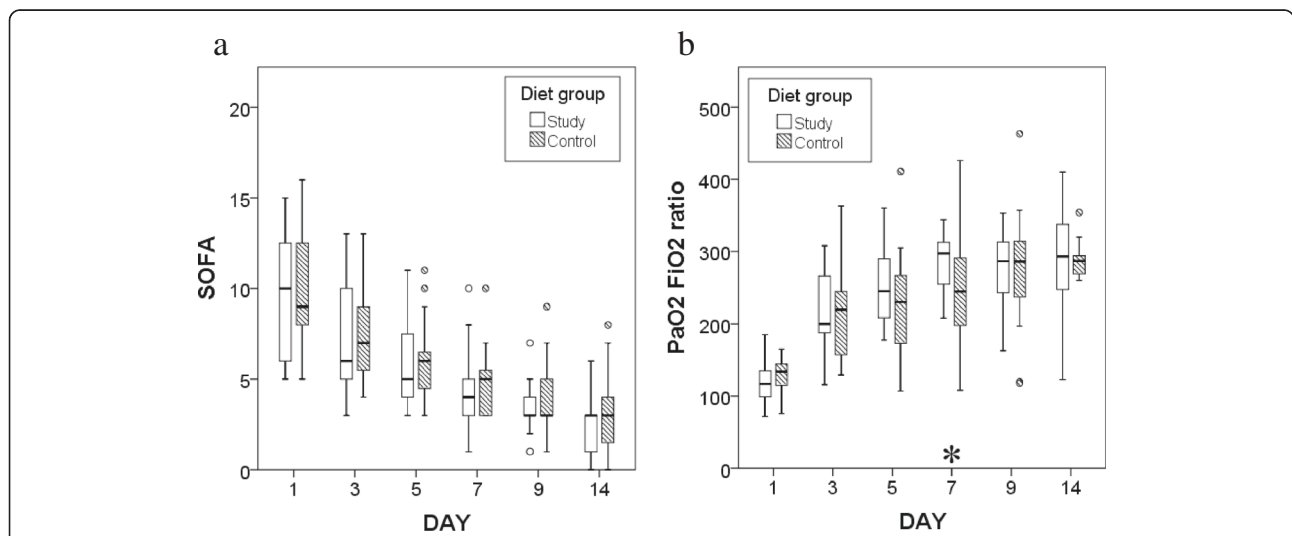 a
20
15
10
5
0
SOFA
Diet group
Study
Control
1 3 5 7 9 14
DAY
b
500
400
300
200
100
0
PaO2 FiO2 ratio
Diet group
Study
Control
*
1 3 5 7 9 14
DAY